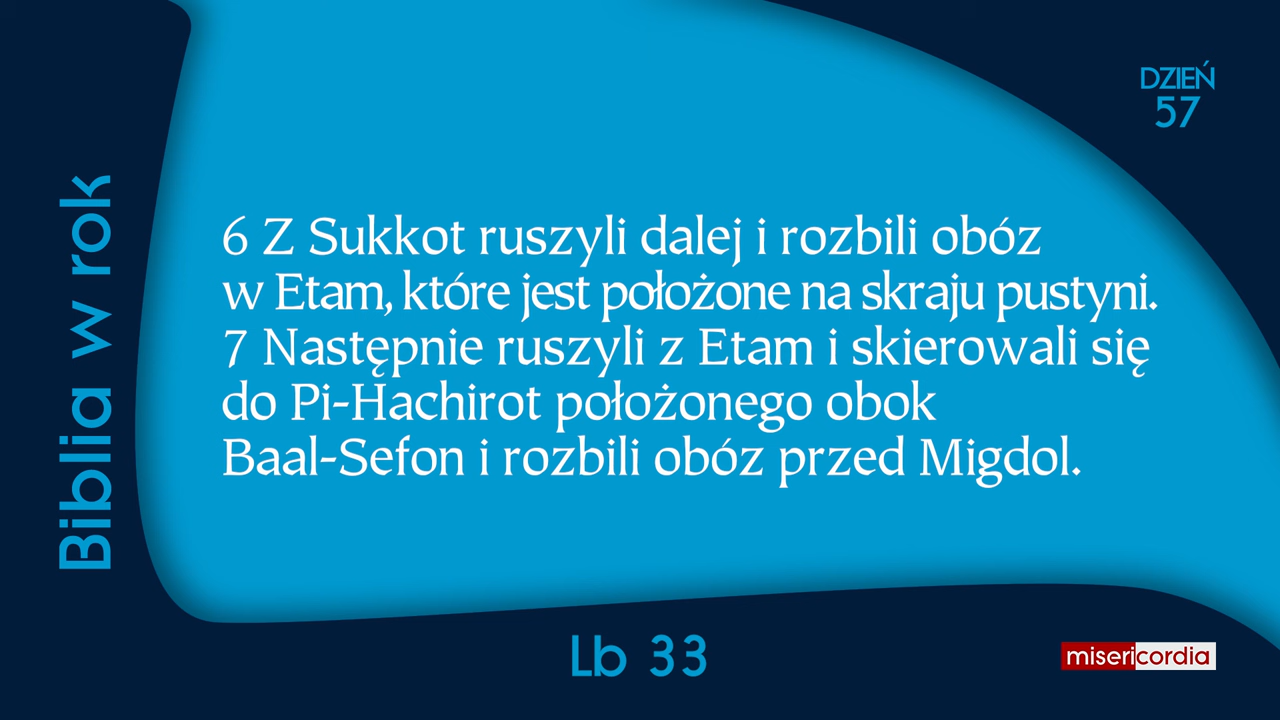 DZIEŃ
57
Biblia w rok
6 Z Sukkot ruszyli dalej i rozbili obóz
w Etam, które jest położone na skraju pustyni.
7 Następnie ruszyli z Etam i skierowali się
do Pi-Hachirot położonego obok
Baal-Sefon i rozbili obóz przed Migdol.
Lb 33
misericordia